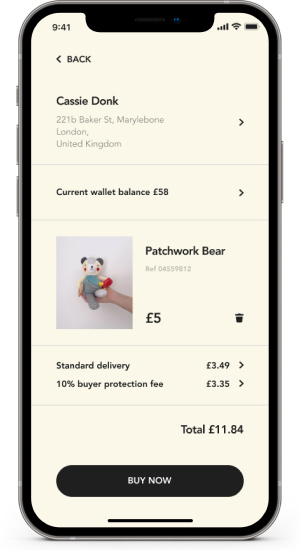 9:41
BACK
Cassie Donk
221b Baker St, Marylebone
London,
United Kingdom
Current wallet balance £58
Patchwork Bear
Ref 04559812
£5
Standard delivery £3.49
10% buyer protection fee £3.35
Total £11.84
BUY NOW